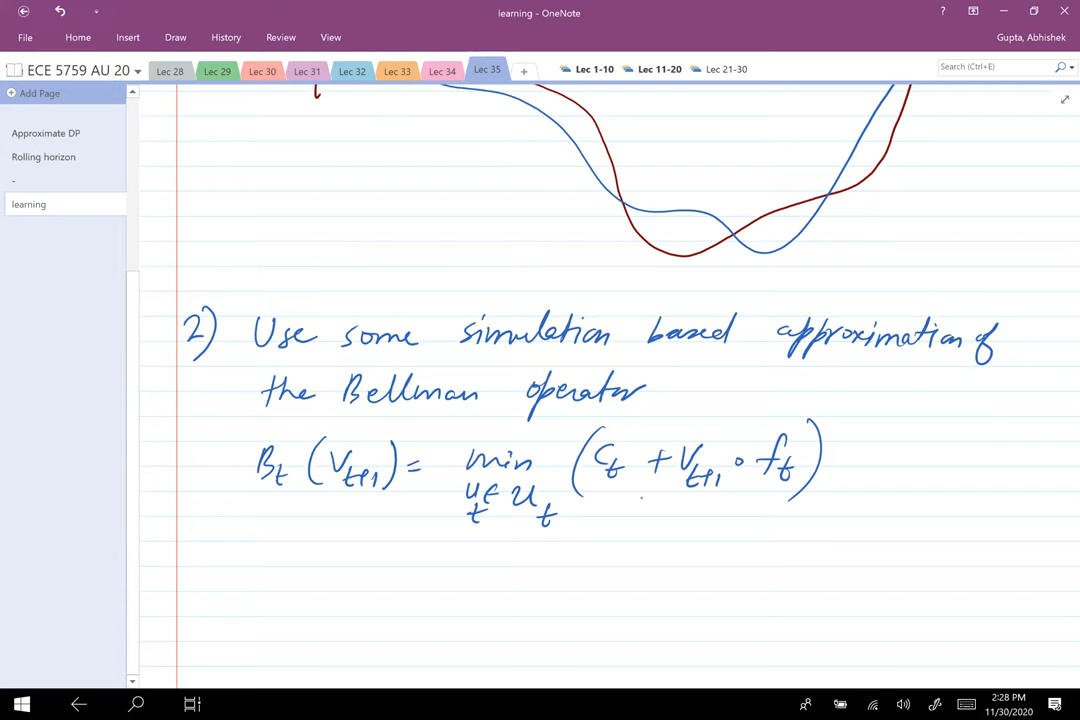 learning - OneNote
?
File Home Insert Draw History Review View
Gupta, Abhishek
ECE 5759 AU 20
Lec 28 Lec 29 Lec 30 Lec 31 Lec 32 Lec 33 Lec 34 Lec 35 +
Lec 1-10 Lec 11-20 Lec 21-30
Search (Ctrl+E)
Add Page
Approximate DP
Rolling horizon
-
learning
2) Use some simulation based approximation of
the Bellman operator
B_t (V_{t+1}) = min_{u_t ∈ U_t} (C_t + V_{t+1} ∘ f_t)
2:28 PM
11/30/2020